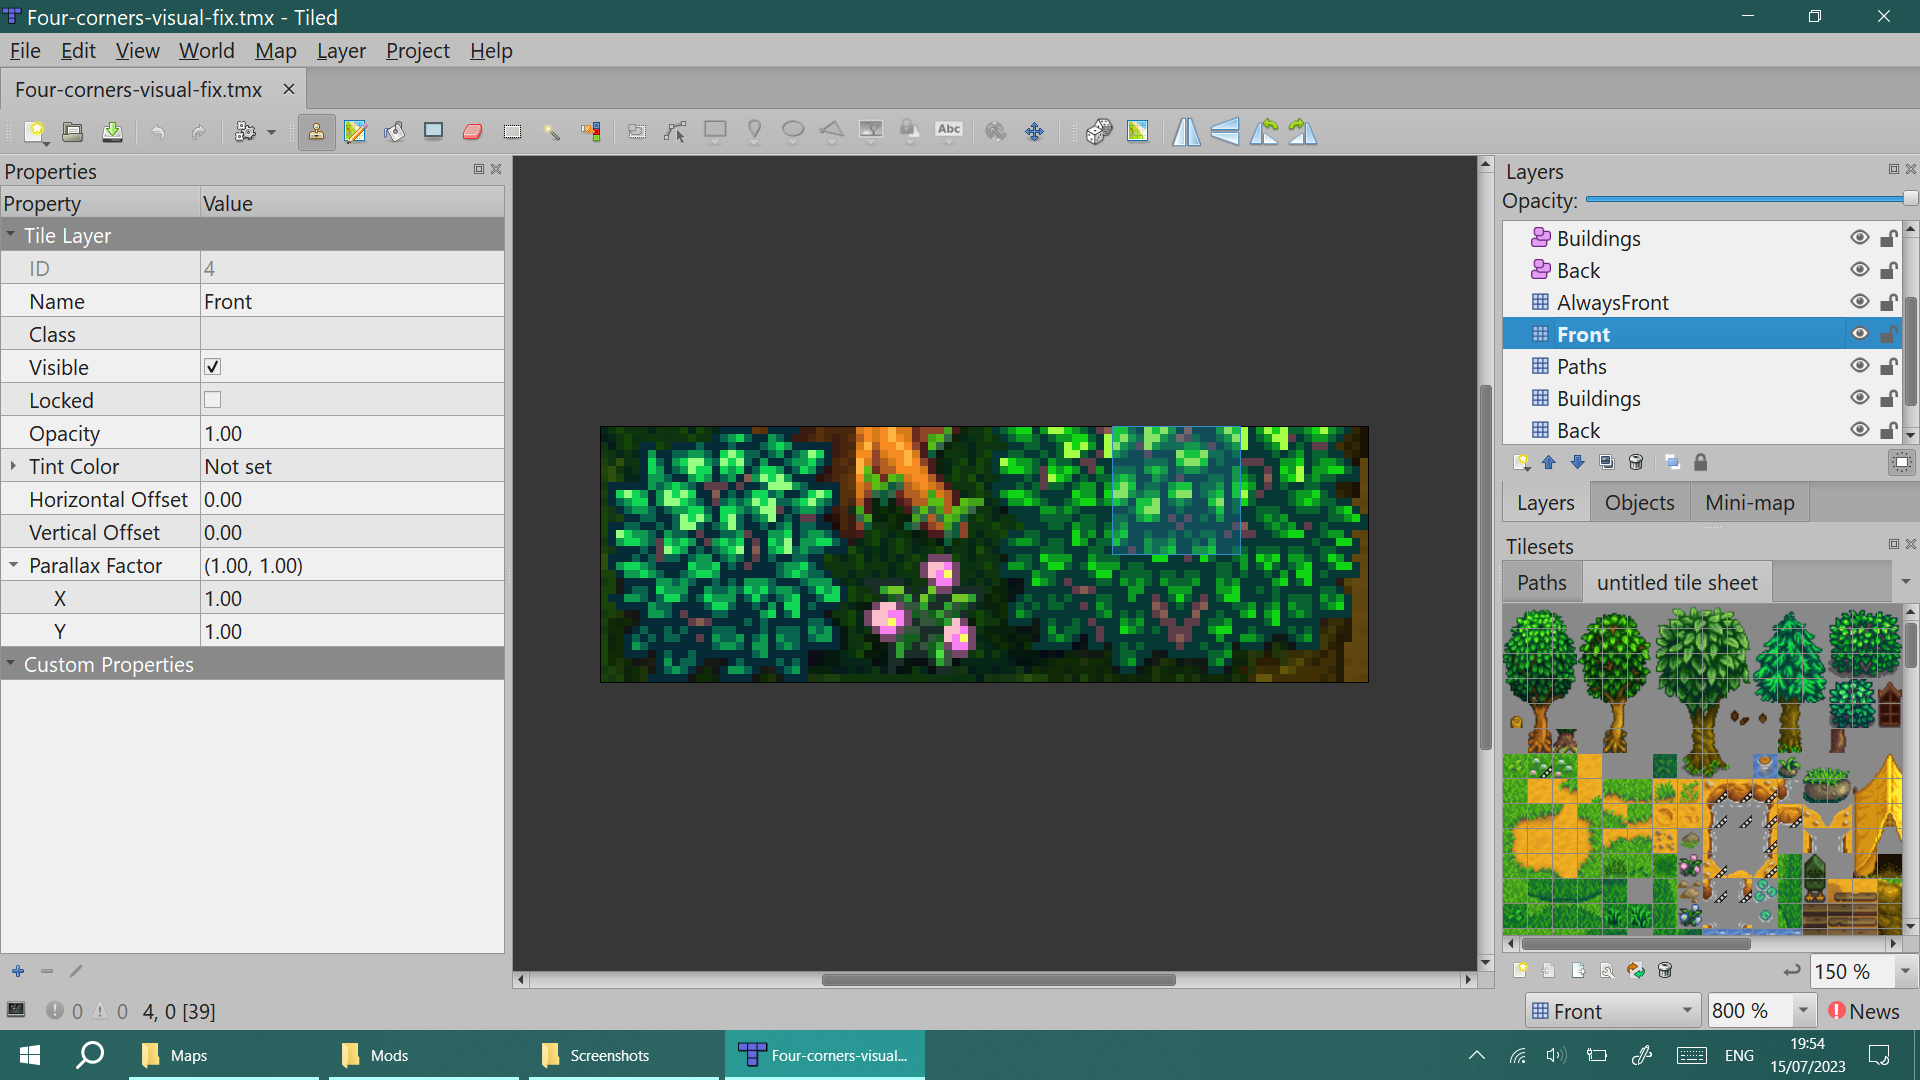 Four-corners-visual-fix.tmx - Tiled
File Edit View World Map Layer Project Help
Four-corners-visual-fix.tmx
Abc
Properties
Property Value
Tile Layer
ID 4
Name Front
Class
Visible
Locked
Opacity 1.00
Tint Color Not set
Horizontal Offset 0.00
Vertical Offset 0.00
Parallax Factor (1.00, 1.00)
X 1.00
Y 1.00
Custom Properties
0 0 4, 0 [39]
Layers
Opacity:
Buildings
Back
AlwaysFront
Front
Paths
Buildings
Back
Layers Objects Mini-map
Tilesets
Paths untitled tile sheet
150 %
Front 800 % News
Maps Mods Screenshots Four-corners-visual... ENG 19:54
15/07/2023